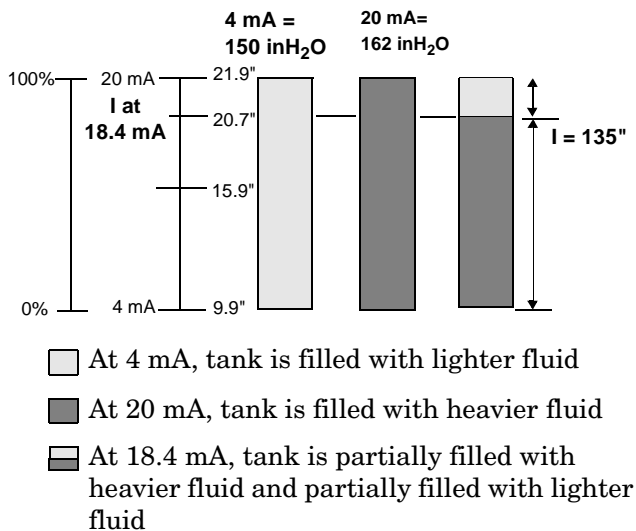 4 mA =
150 inH₂O
20 mA=
162 inH₂O
100%
20 mA
21.9"
I at
18.4 mA
20.7"
l = 135"
15.9"
0%
4 mA
9.9"
At 4 mA, tank is filled with lighter fluid
At 20 mA, tank is filled with heavier fluid
At 18.4 mA, tank is partially filled with
heavier fluid and partially filled with lighter
fluid